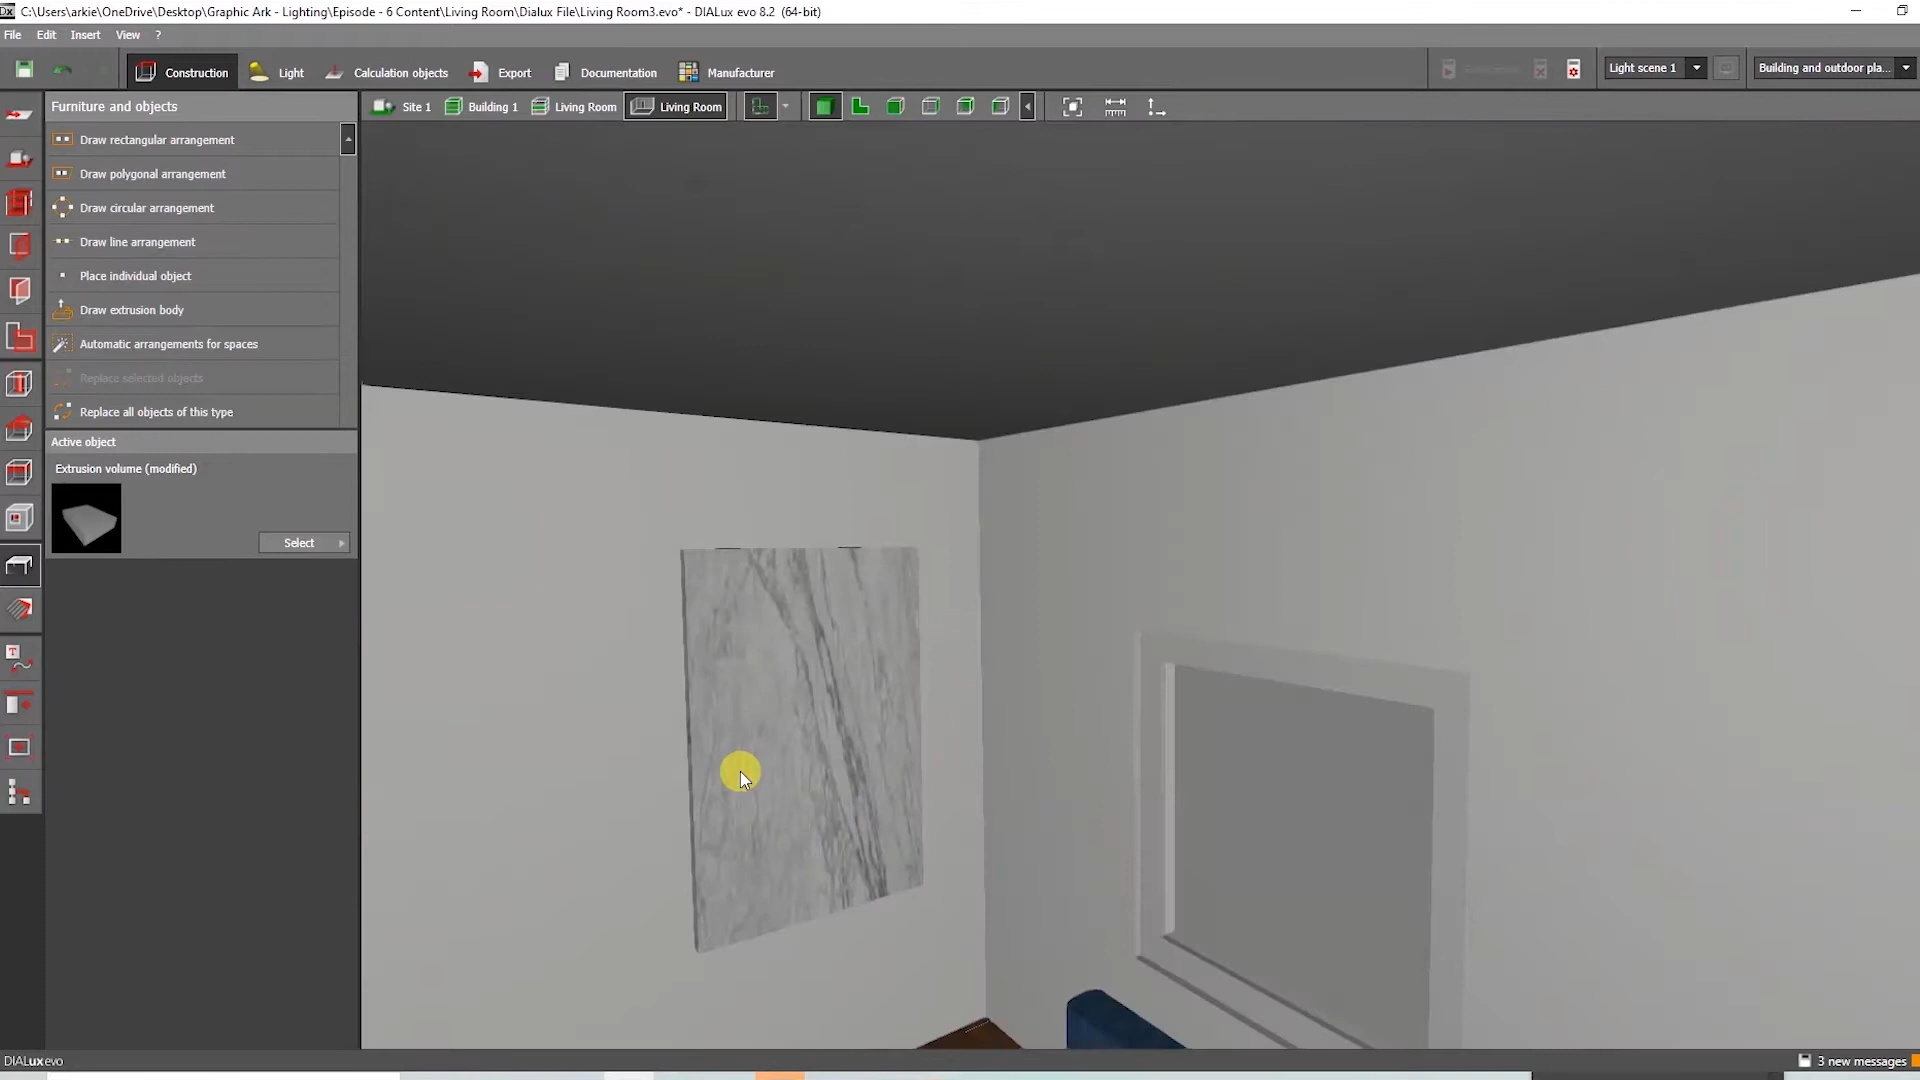 C:\Users\arkie\OneDrive\Desktop\Graphic Ark - Lighting\Episode - 6 Content\Living Room\Dialux File\Living Room3.evo* - DIALux evo 8.2 (64-bit)
File Edit Insert View ?
Construction Light Calculation objects Export Documentation Manufacturer Light scene 1 Building and outdoor pla...
Furniture and objects Site 1 Building 1 Living Room Living Room
Draw rectangular arrangement
Draw polygonal arrangement
Draw circular arrangement
Draw line arrangement
Place individual object
Draw extrusion body
Automatic arrangements for spaces
Replace selected objects
Replace all objects of this type
Active object
Extrusion volume (modified)
Select
DIALux evo 3 new messages